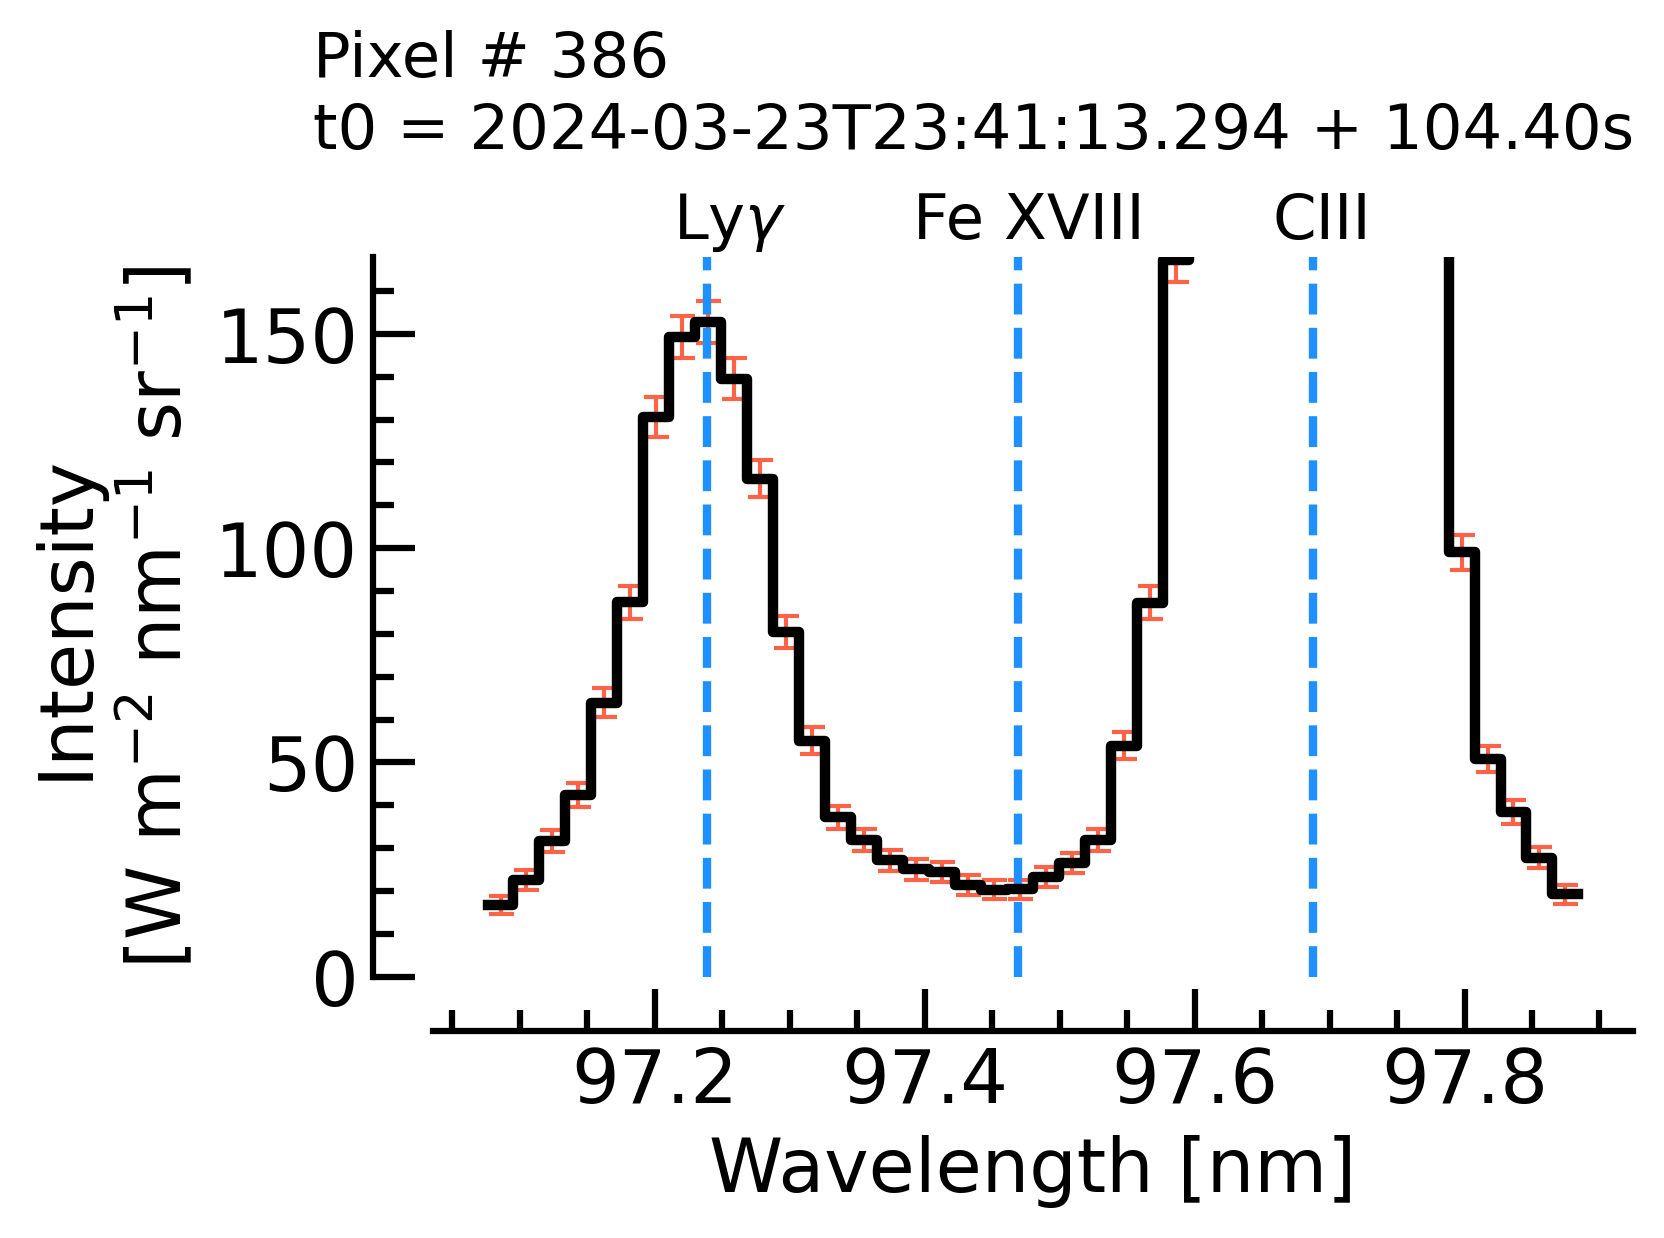 Pixel # 386
t0 = 2024-03-23T23:41:13.294 + 104.40s
Lyγ Fe XVIII CIII
Intensity
[W m⁻² nm⁻¹ sr⁻¹]
150
100
50
0
97.2 97.4 97.6 97.8
Wavelength [nm]